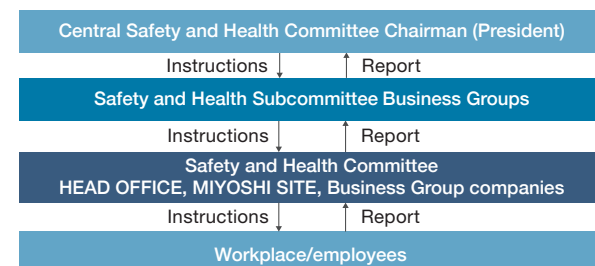 Central Safety and Health Committee Chairman (President)
Instructions Report
Safety and Health Subcommittee Business Groups
Instructions Report
Safety and Health Committee
HEAD OFFICE, MIYOSHI SITE, Business Group companies
Instructions Report
Workplace/employees